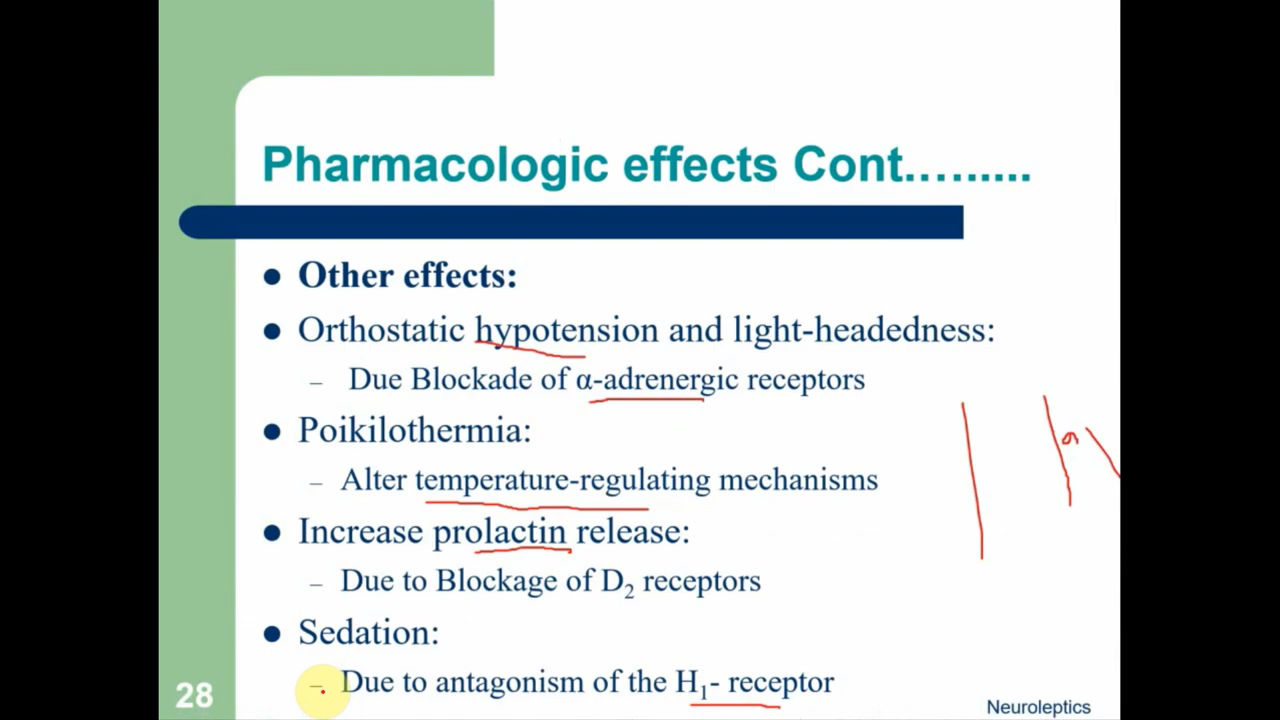 Pharmacologic effects Cont.….....
● Other effects:
● Orthostatic hypotension and light-headedness:
– Due Blockade of α-adrenergic receptors
● Poikilothermia:
– Alter temperature-regulating mechanisms
● Increase prolactin release:
– Due to Blockage of D₂ receptors
● Sedation:
– Due to antagonism of the H₁- receptor
28
Neuroleptics